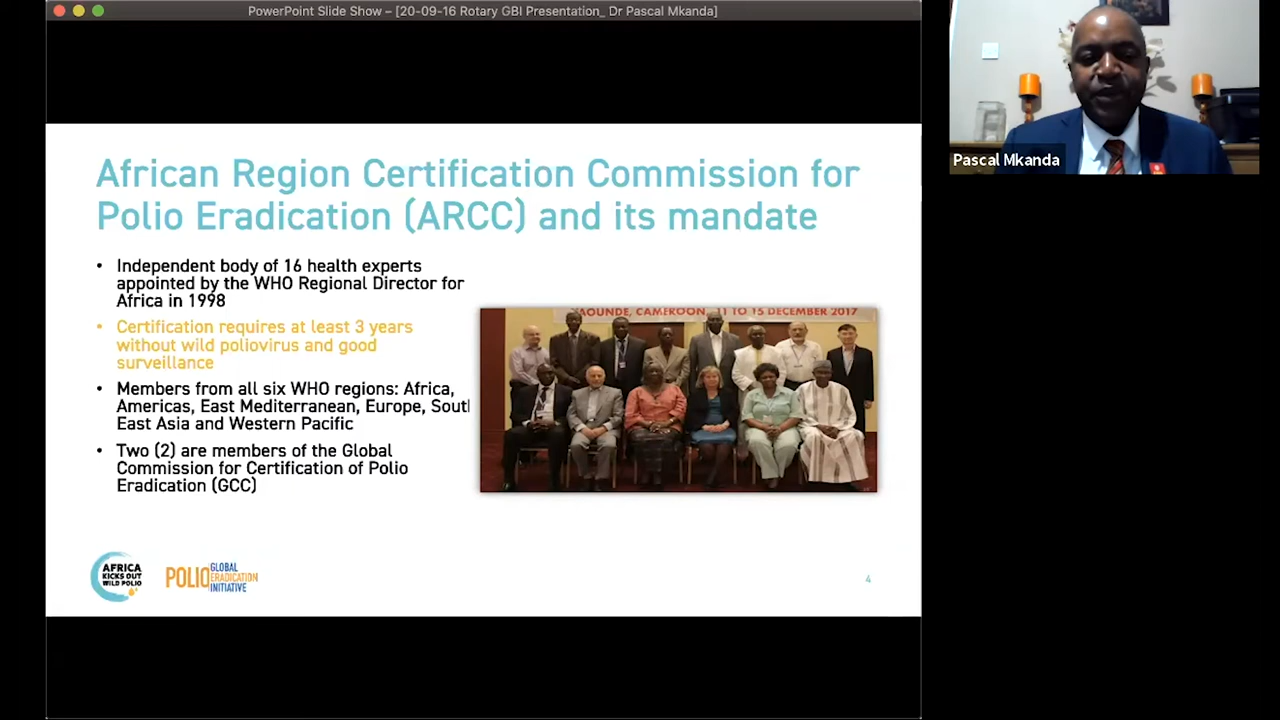 PowerPoint Slide Show – [20-09-16 Rotary GBI Presentation_ Dr Pascal Mkanda]
Pascal Mkanda
African Region Certification Commission for
Polio Eradication (ARCC) and its mandate
• Independent body of 16 health experts
appointed by the WHO Regional Director for
Africa in 1998
• Certification requires at least 3 years
without wild poliovirus and good
surveillance
• Members from all six WHO regions: Africa,
Americas, East Mediterranean, Europe, South
East Asia and Western Pacific
• Two (2) are members of the Global
Commission for Certification of Polio
Eradication (GCC)
YAOUNDE, CAMEROON, 11 TO 15 DECEMBER 2017
AFRICA
KICKS OUT
WILD POLIO
POLIO
GLOBAL
ERADICATION
INITIATIVE
4